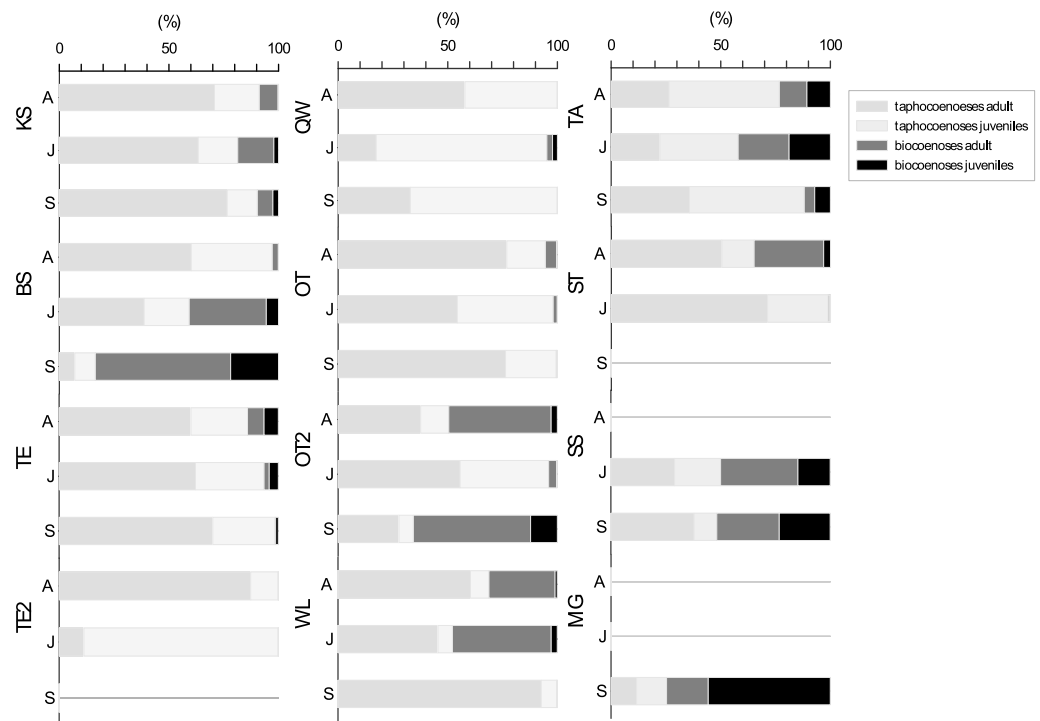 (%) (%) (%)
0 50 100 0 50 100 0 50 100
KS A QW A TA A
J J J
S S S
BS A OT A ST A
J J J
S S S
TE A OT2 A SS A
J J J
S S S
TE2 A WL A MG A
J J J
S S S
taphocoenoeses adult
taphocoenoses juveniles
biocoenoses adult
biocoenoses juveniles